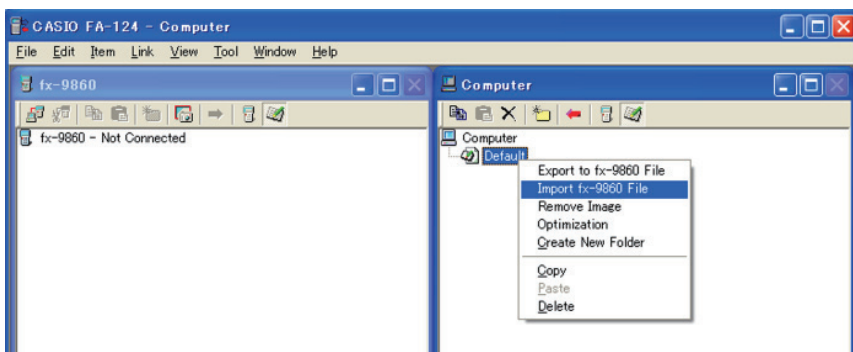 CASIO FA-124 - Computer
File Edit Item Link View Tool Window Help
fx-9860
fx-9860 - Not Connected
Computer
Computer
Default
Export to fx-9860 File
Import fx-9860 File
Remove Image
Optimization
Create New Folder
Copy
Paste
Delete